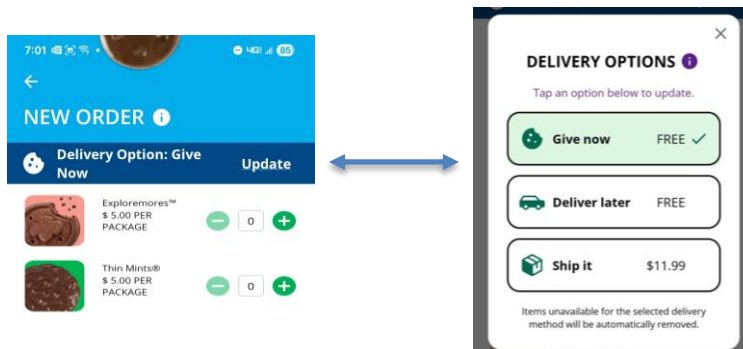 7:01
4G 85
NEW ORDER
Delivery Option: Give
Now
Update
Exploremores™
$ 5.00 PER
PACKAGE
0
Thin Mints®
$ 5.00 PER
PACKAGE
0
DELIVERY OPTIONS
Tap an option below to update.
Give now FREE
Deliver later FREE
Ship it $11.99
Items unavailable for the selected delivery
method will be automatically removed.